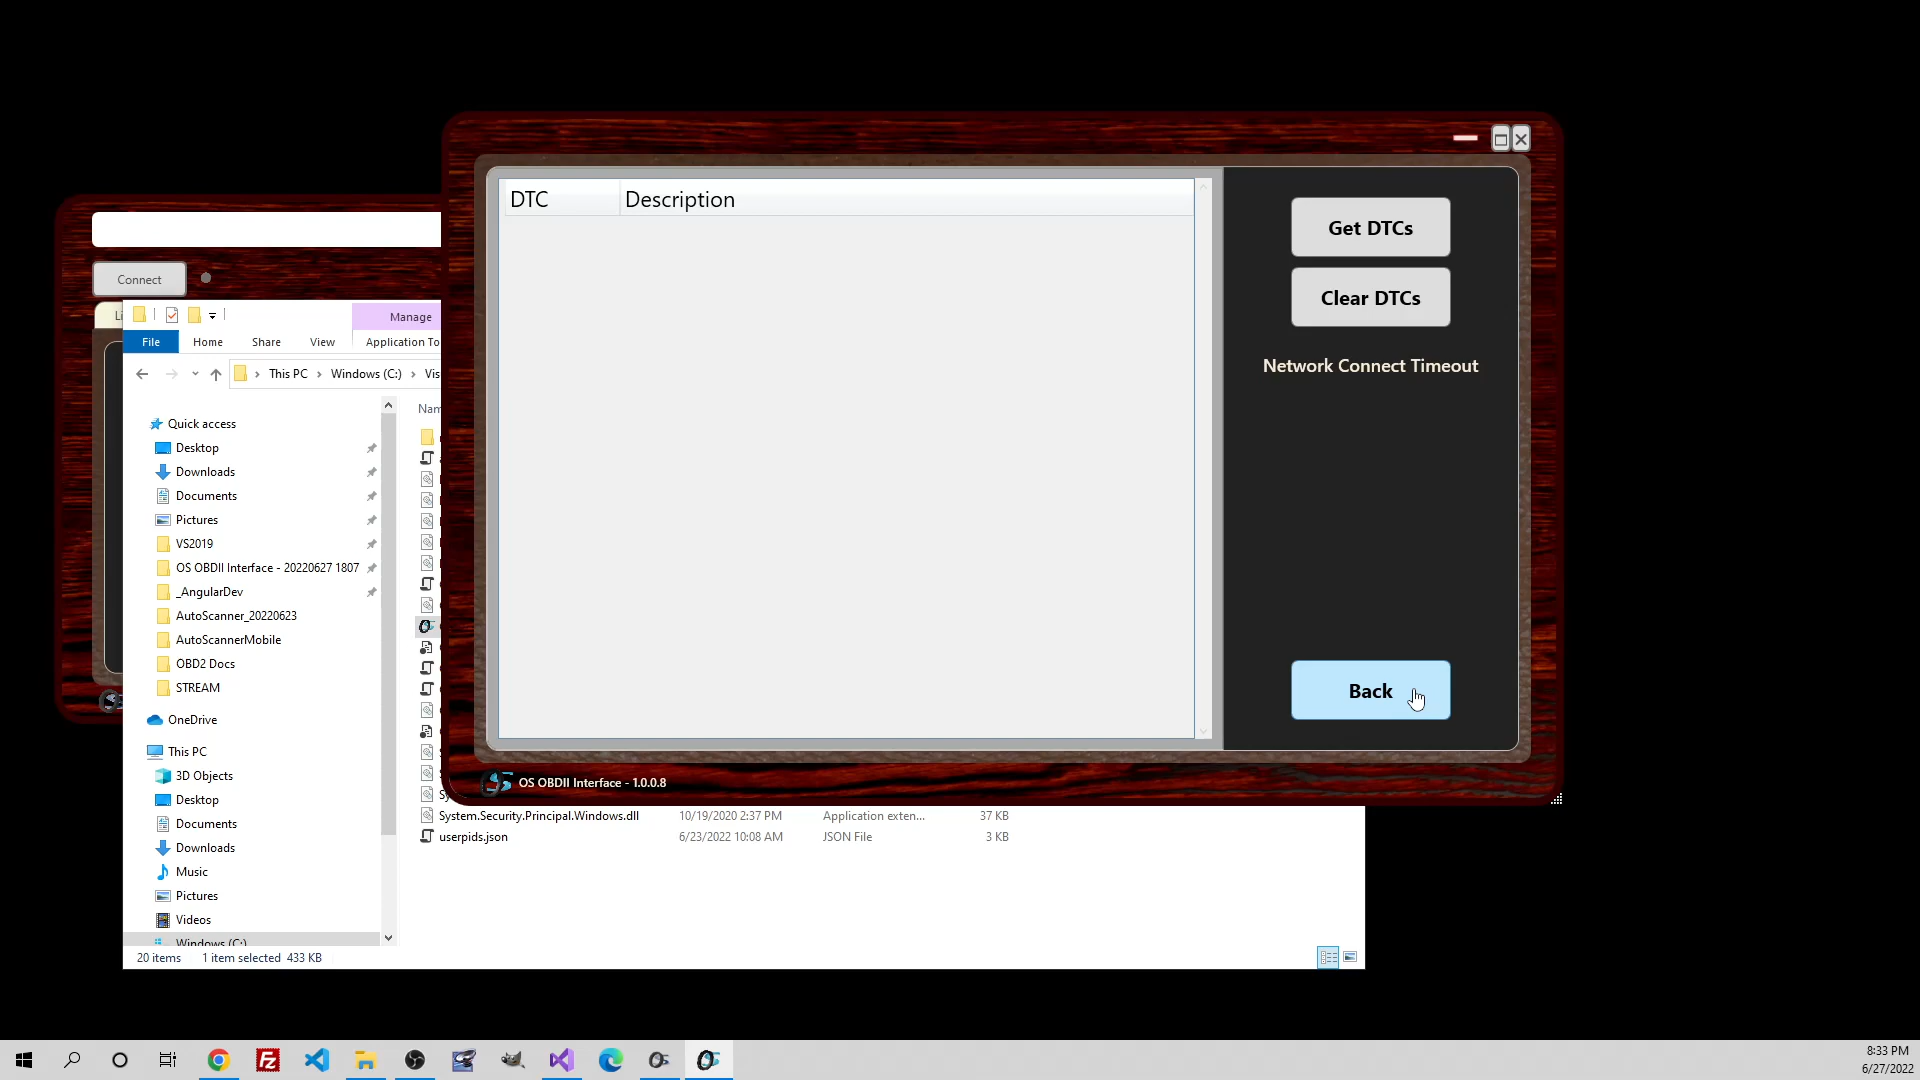 DTC
Description
Get DTCs
Clear DTCs
Network Connect Timeout
Back
OS OBDII Interface - 1.0.0.8
Connect
Li
Manage
File
Home
Share
View
Application To
This PC > Windows (C:) > Vis
Nam
Quick access
Desktop
Downloads
Documents
Pictures
VS2019
OS OBDII Interface - 20220627 1807
_AngularDev
AutoScanner_20220623
AutoScannerMobile
OBD2 Docs
STREAM
OneDrive
This PC
3D Objects
Desktop
Documents
Downloads
Music
Pictures
Videos
Windows (C:)
System.Security.Principal.Windows.dll 10/19/2020 2:37 PM Application exten... 37 KB
userpids.json 6/23/2022 10:08 AM JSON File 3 KB
20 items 1 item selected 433 KB
8:33 PM
6/27/2022